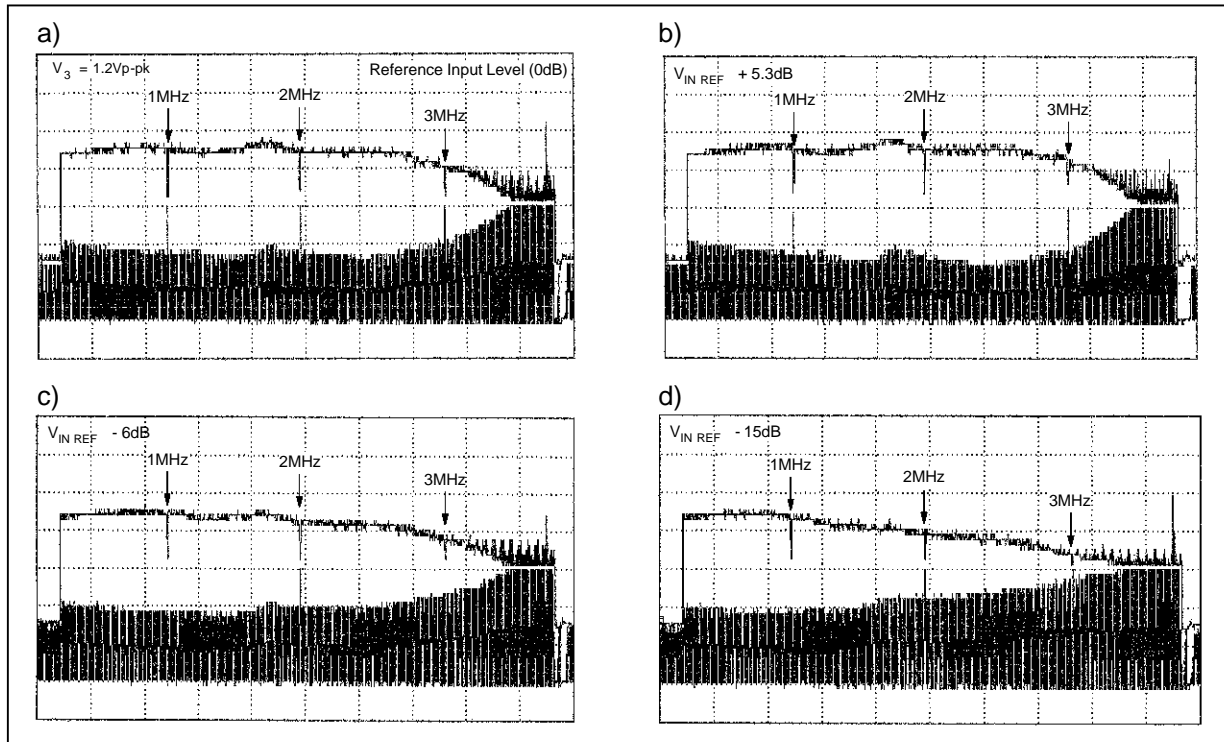 a)
V3 = 1.2Vp-pk Reference Input Level (0dB)
1MHz
2MHz
3MHz
b)
VIN REF + 5.3dB
1MHz
2MHz
3MHz
c)
VIN REF - 6dB
1MHz
2MHz
3MHz
d)
VIN REF - 15dB
1MHz
2MHz
3MHz